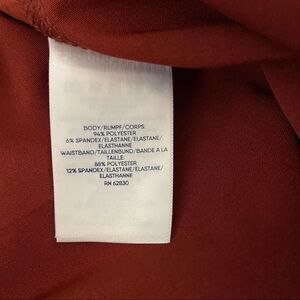 BODY/RUMPF/CORPS:
94% POLYESTER
6% SPANDEX/ELASTANE/ELASTANE/
ELASTHANNE
WAISTBAND/TAILLENBUND/BANDE A LA
TAILLE:
88% POLYESTER
12% SPANDEX/ELASTANE/ELASTANE/
ELASTHANNE
RN 62830